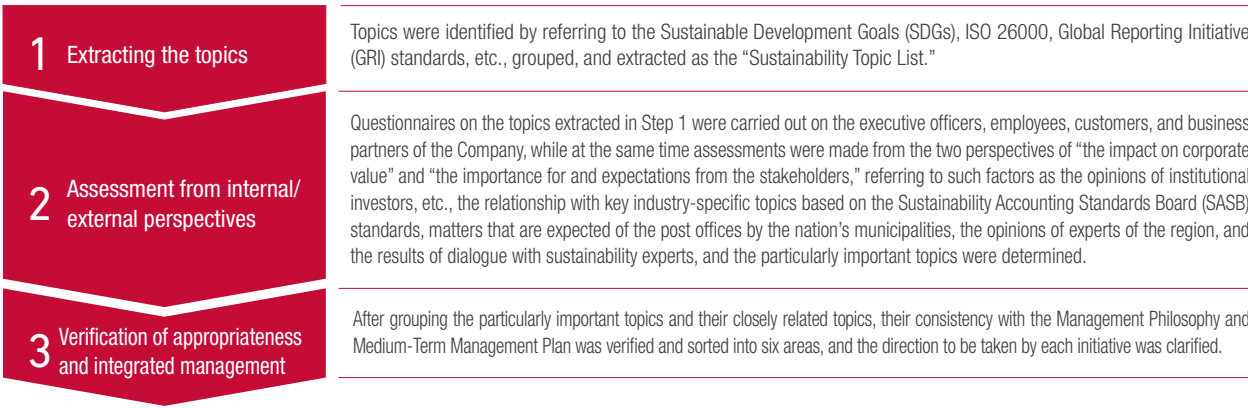 1 Extracting the topics
Topics were identified by referring to the Sustainable Development Goals (SDGs), ISO 26000, Global Reporting Initiative
(GRI) standards, etc., grouped, and extracted as the “Sustainability Topic List.”
2 Assessment from internal/
external perspectives
Questionnaires on the topics extracted in Step 1 were carried out on the executive officers, employees, customers, and business
partners of the Company, while at the same time assessments were made from the two perspectives of “the impact on corporate
value” and “the importance for and expectations from the stakeholders,” referring to such factors as the opinions of institutional
investors, etc., the relationship with key industry-specific topics based on the Sustainability Accounting Standards Board (SASB)
standards, matters that are expected of the post offices by the nation’s municipalities, the opinions of experts of the region, and
the results of dialogue with sustainability experts, and the particularly important topics were determined.
3 Verification of appropriateness
and integrated management
After grouping the particularly important topics and their closely related topics, their consistency with the Management Philosophy and
Medium-Term Management Plan was verified and sorted into six areas, and the direction to be taken by each initiative was clarified.